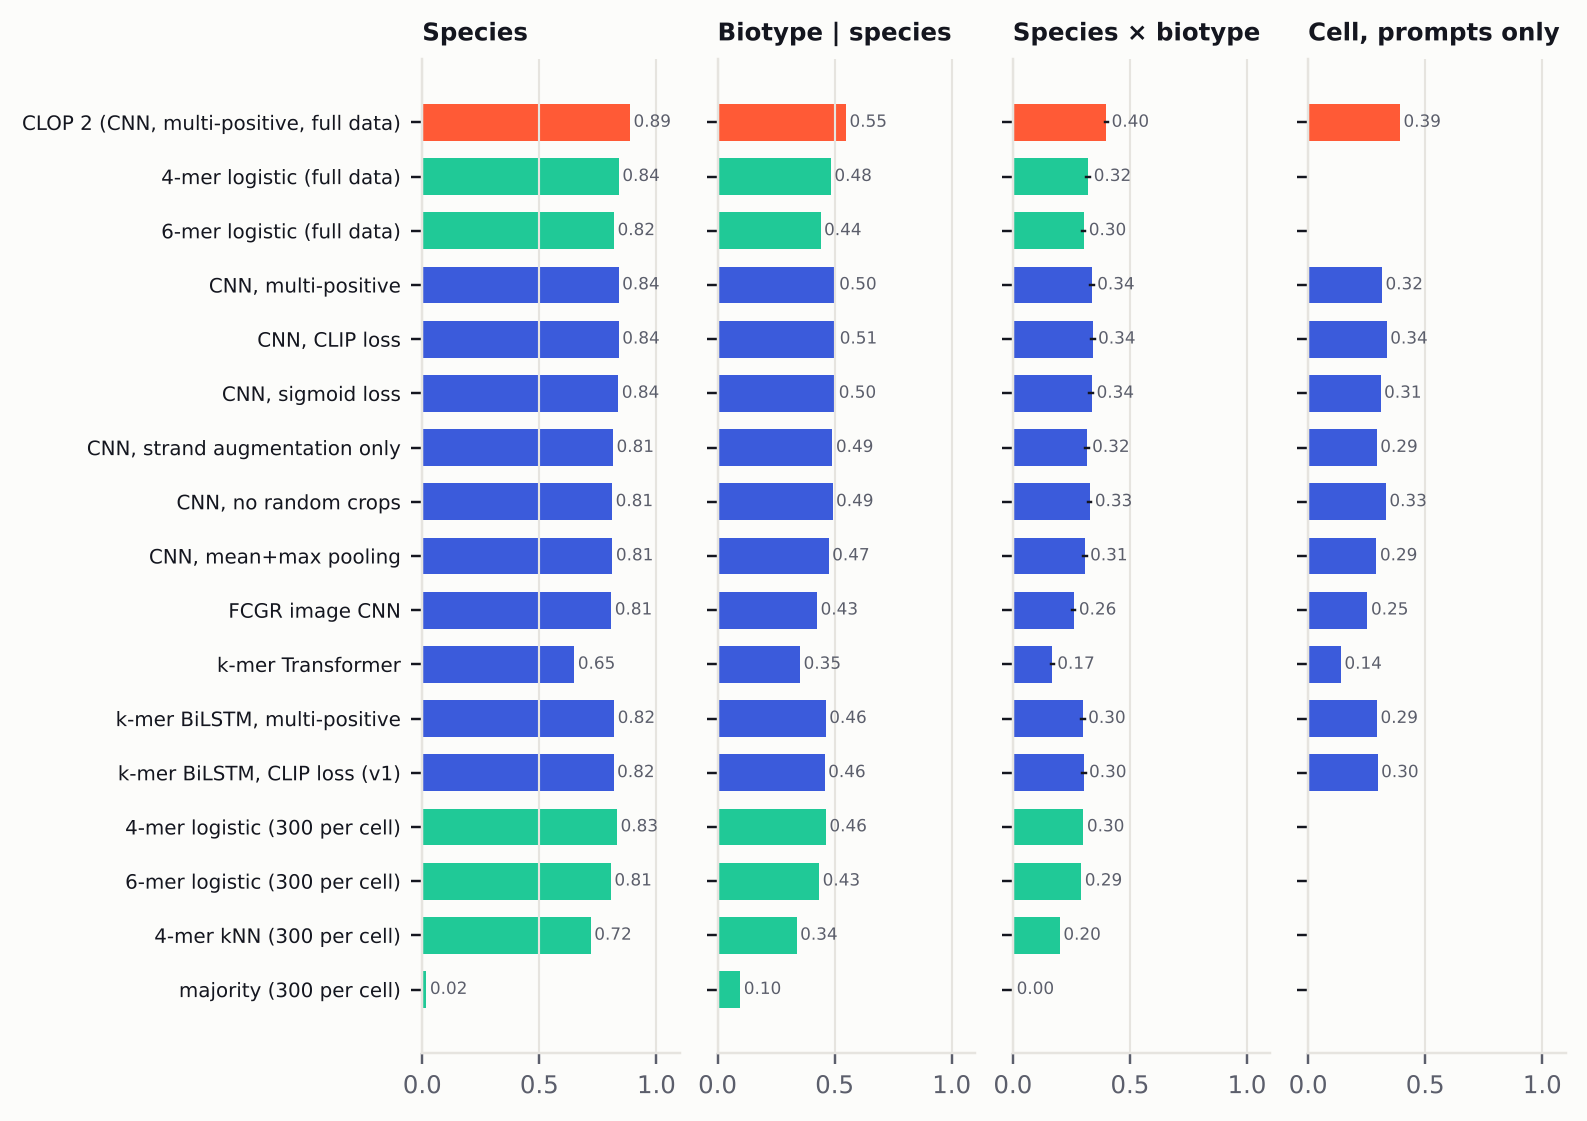 Species Biotype | species Species × biotype Cell, prompts only
CLOP 2 (CNN, multi-positive, full data) 0.89 0.55 0.40 0.39
4-mer logistic (full data) 0.84 0.48 0.32
6-mer logistic (full data) 0.82 0.44 0.30
CNN, multi-positive 0.84 0.50 0.34 0.32
CNN, CLIP loss 0.84 0.51 0.34 0.34
CNN, sigmoid loss 0.84 0.50 0.34 0.31
CNN, strand augmentation only 0.81 0.49 0.32 0.29
CNN, no random crops 0.81 0.49 0.33 0.33
CNN, mean+max pooling 0.81 0.47 0.31 0.29
FCGR image CNN 0.81 0.43 0.26 0.25
k-mer Transformer 0.65 0.35 0.17 0.14
k-mer BiLSTM, multi-positive 0.82 0.46 0.30 0.29
k-mer BiLSTM, CLIP loss (v1) 0.82 0.46 0.30 0.30
4-mer logistic (300 per cell) 0.83 0.46 0.30
6-mer logistic (300 per cell) 0.81 0.43 0.29
4-mer kNN (300 per cell) 0.72 0.34 0.20
majority (300 per cell) 0.02 0.10 0.00
0.0 0.5 1.0 0.0 0.5 1.0 0.0 0.5 1.0 0.0 0.5 1.0